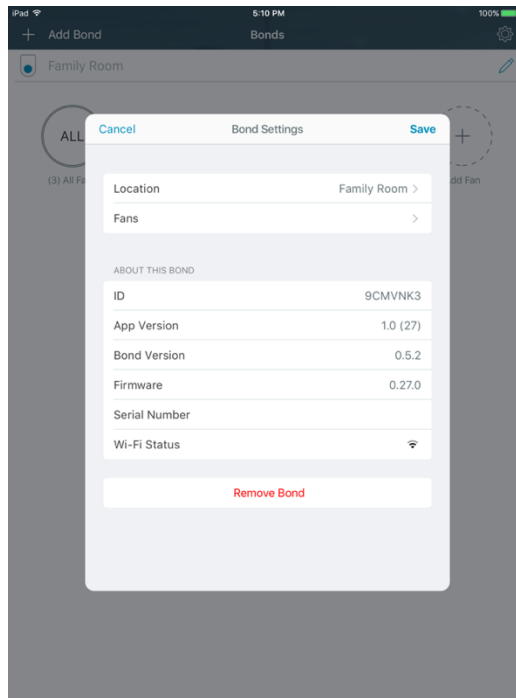 iPad 5:10 PM 100%
+ Add Bond Bonds
Family Room
ALL
(3) All Fa
+
dd Fan
Cancel Bond Settings Save
Location Family Room >
Fans >
ABOUT THIS BOND
ID 9CMVNK3
App Version 1.0 (27)
Bond Version 0.5.2
Firmware 0.27.0
Serial Number
Wi-Fi Status
Remove Bond